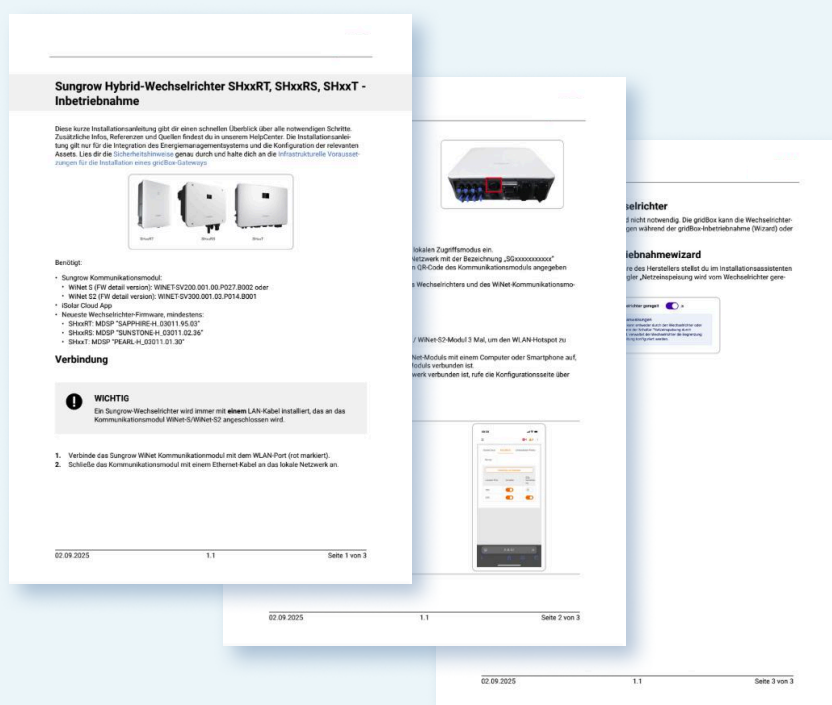 Sungrow Hybrid-Wechselrichter SHxxRT, SHxxRS, SHxxT -
Inbetriebnahme
Diese kurze Installationsanleitung gibt dir einen schnellen Überblick über alle notwendigen Schritte.
Zusätzliche Infos, Referenzen und Quellen findest du in unserem HelpCenter. Die Installationsanlei-
tung gilt nur für die Integration des Energiemanagementsystems und die Konfiguration der relevanten
Assets. Lies dir die Sicherheitshinweise genau durch und halte dich an die Infrastrukturelle Vorausset-
zungen für die Installation eines gridBox-Gateways
SHxxRT SHxxRS SHxxT
Benötigt:
• Sungrow Kommunikationsmodul:
• WiNet S (FW detail version): WINET-SV200.001.00.P027.B002 oder
• WiNet S2 (FW detail version): WINET-SV300.001.03.P014.B001
• iSolar Cloud App
• Neueste Wechselrichter-Firmware, mindestens:
• SHxxRT: MDSP "SAPPHIRE-H_03011.95.03"
• SHxxRS: MDSP "SUNSTONE-H_03011.02.36"
• SHxxT: MDSP "PEARL-H_03011.01.30"
Verbindung
WICHTIG
Ein Sungrow-Wechselrichter wird immer mit einem LAN-Kabel installiert, das an das
Kommunikationsmodul WiNet-S/WiNet-S2 angeschlossen wird.
1. Verbinde das Sungrow WiNet Kommunikationmodul mit dem WLAN-Port (rot markiert).
2. Schließe das Kommunikationsmodul mit einem Ethernet-Kabel an das lokale Netzwerk an.
02.09.2025 1.1 Seite 1 von 3
lokalen Zugriffsmodus ein.
Netzwerk mit der Bezeichnung „SGxxxxxxxxxx"
n QR-Code des Kommunikationsmoduls angegeben
s Wechselrichters und des WiNet-Kommunikationsmo-
/ WiNet-S2-Modul 3 Mal, um den WLAN-Hotspot zu
Net-Moduls mit einem Computer oder Smartphone auf,
Moduls verbunden ist.
werk verbunden ist, rufe die Konfigurationsseite über
02.09.2025 1.1 Seite 2 von 3
selrichter
d nicht notwendig. Die gridBox kann die Wechselrichter-
gen während der gridBox-Inbetriebnahme (Wizard) oder
iebnahmewizard
re des Herstellers stellst du im Installationsassistenten
gler „Netzeinspeisung wird vom Wechselrichter gere-
02.09.2025 1.1 Seite 3 von 3